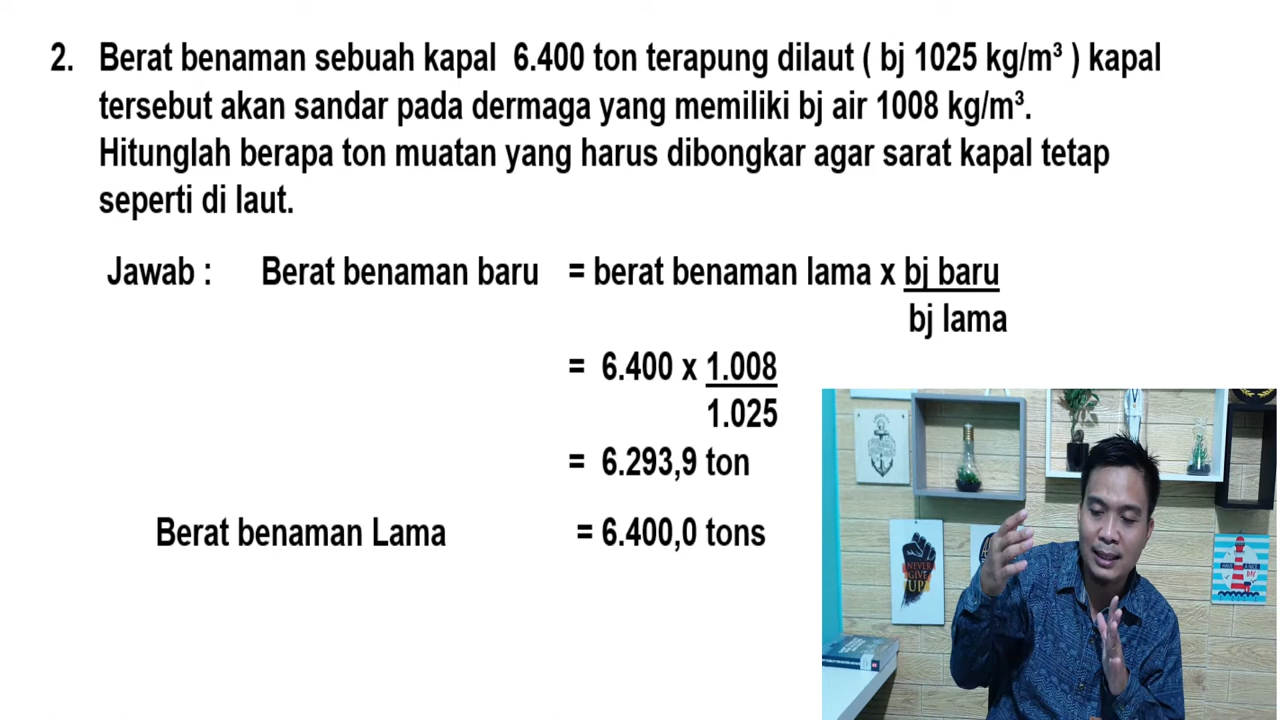 2. Berat benaman sebuah kapal 6.400 ton terapung dilaut ( bj 1025 kg/m³ ) kapal
tersebut akan sandar pada dermaga yang memiliki bj air 1008 kg/m³.
Hitunglah berapa ton muatan yang harus dibongkar agar sarat kapal tetap
seperti di laut.
Jawab : Berat benaman baru = berat benaman lama x bj baru
bj lama
= 6.400 x 1.008
1.025
= 6.293,9 ton
Berat benaman Lama = 6.400,0 tons
NEVER
GIVE
UP!
DAY